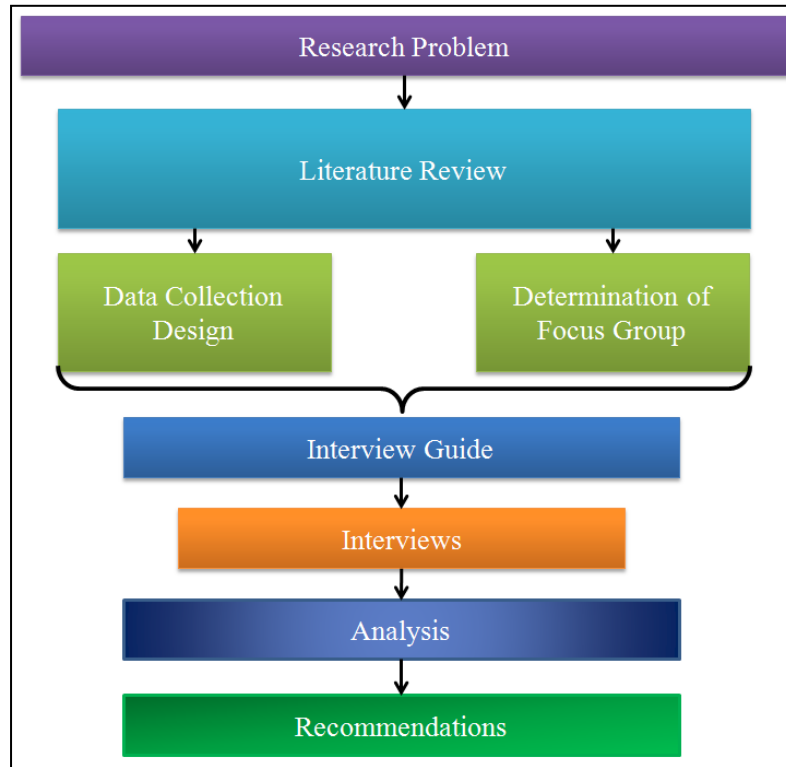 Research Problem
Literature Review
Data Collection
Design
Determination of
Focus Group
Interview Guide
Interviews
Analysis
Recommendations